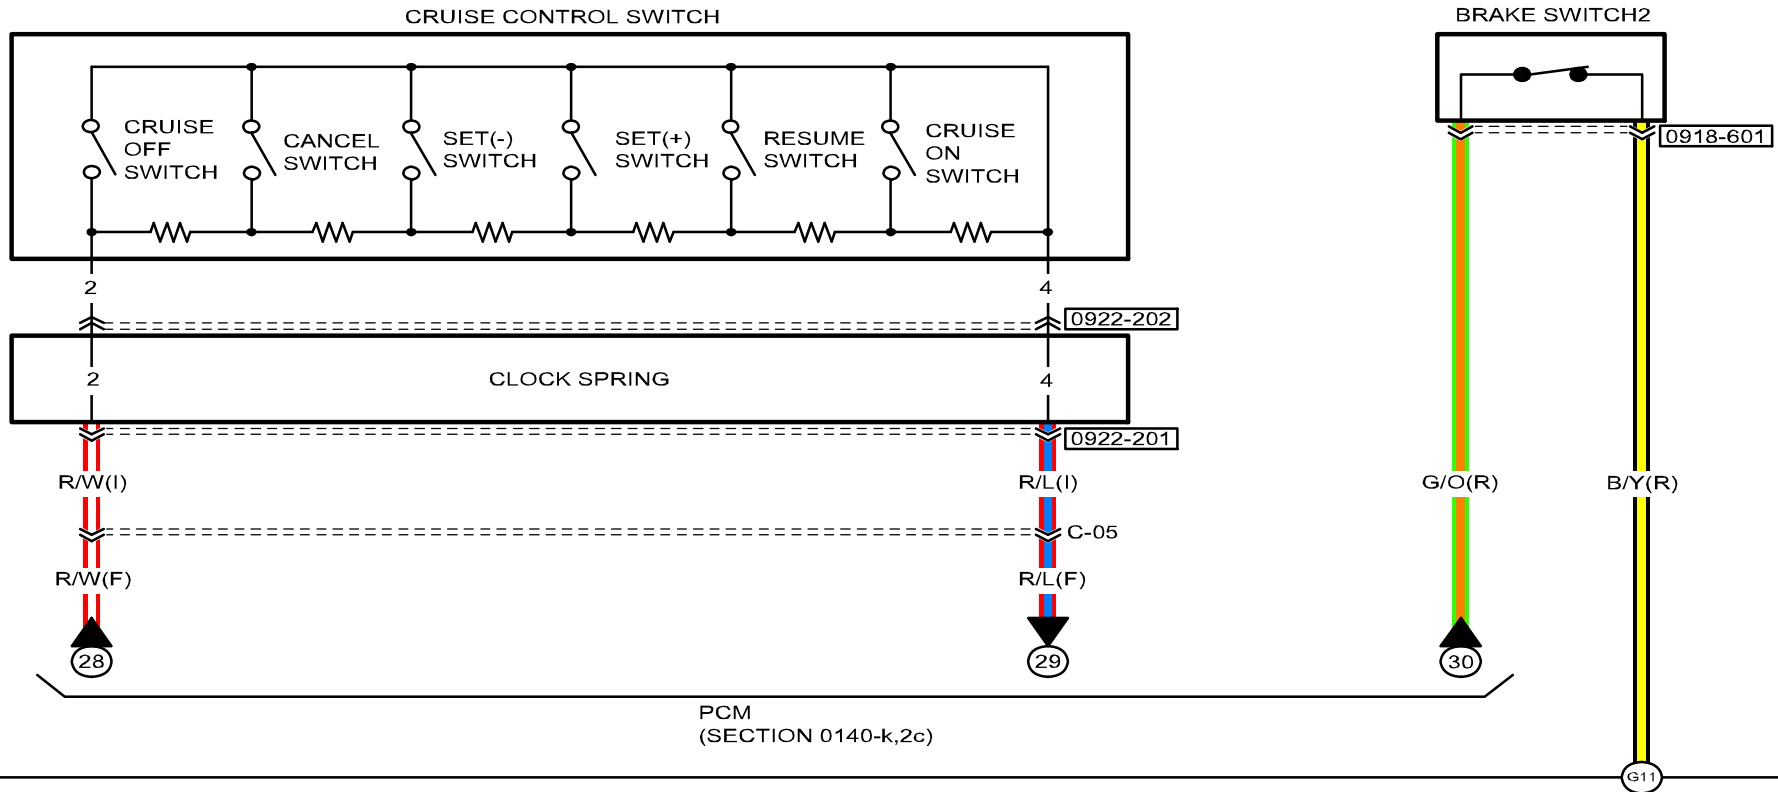 CRUISE CONTROL SWITCH
BRAKE SWITCH2
CRUISE
OFF
SWITCH
CANCEL
SWITCH
SET(-)
SWITCH
SET(+)
SWITCH
RESUME
SWITCH
CRUISE
ON
SWITCH
0918-601
2
4
0922-202
2
CLOCK SPRING
4
0922-201
R/W(I)
R/L(I)
G/O(R)
B/Y(R)
C-05
R/W(F)
R/L(F)
28
29
30
PCM
(SECTION 0140-k,2c)
G11